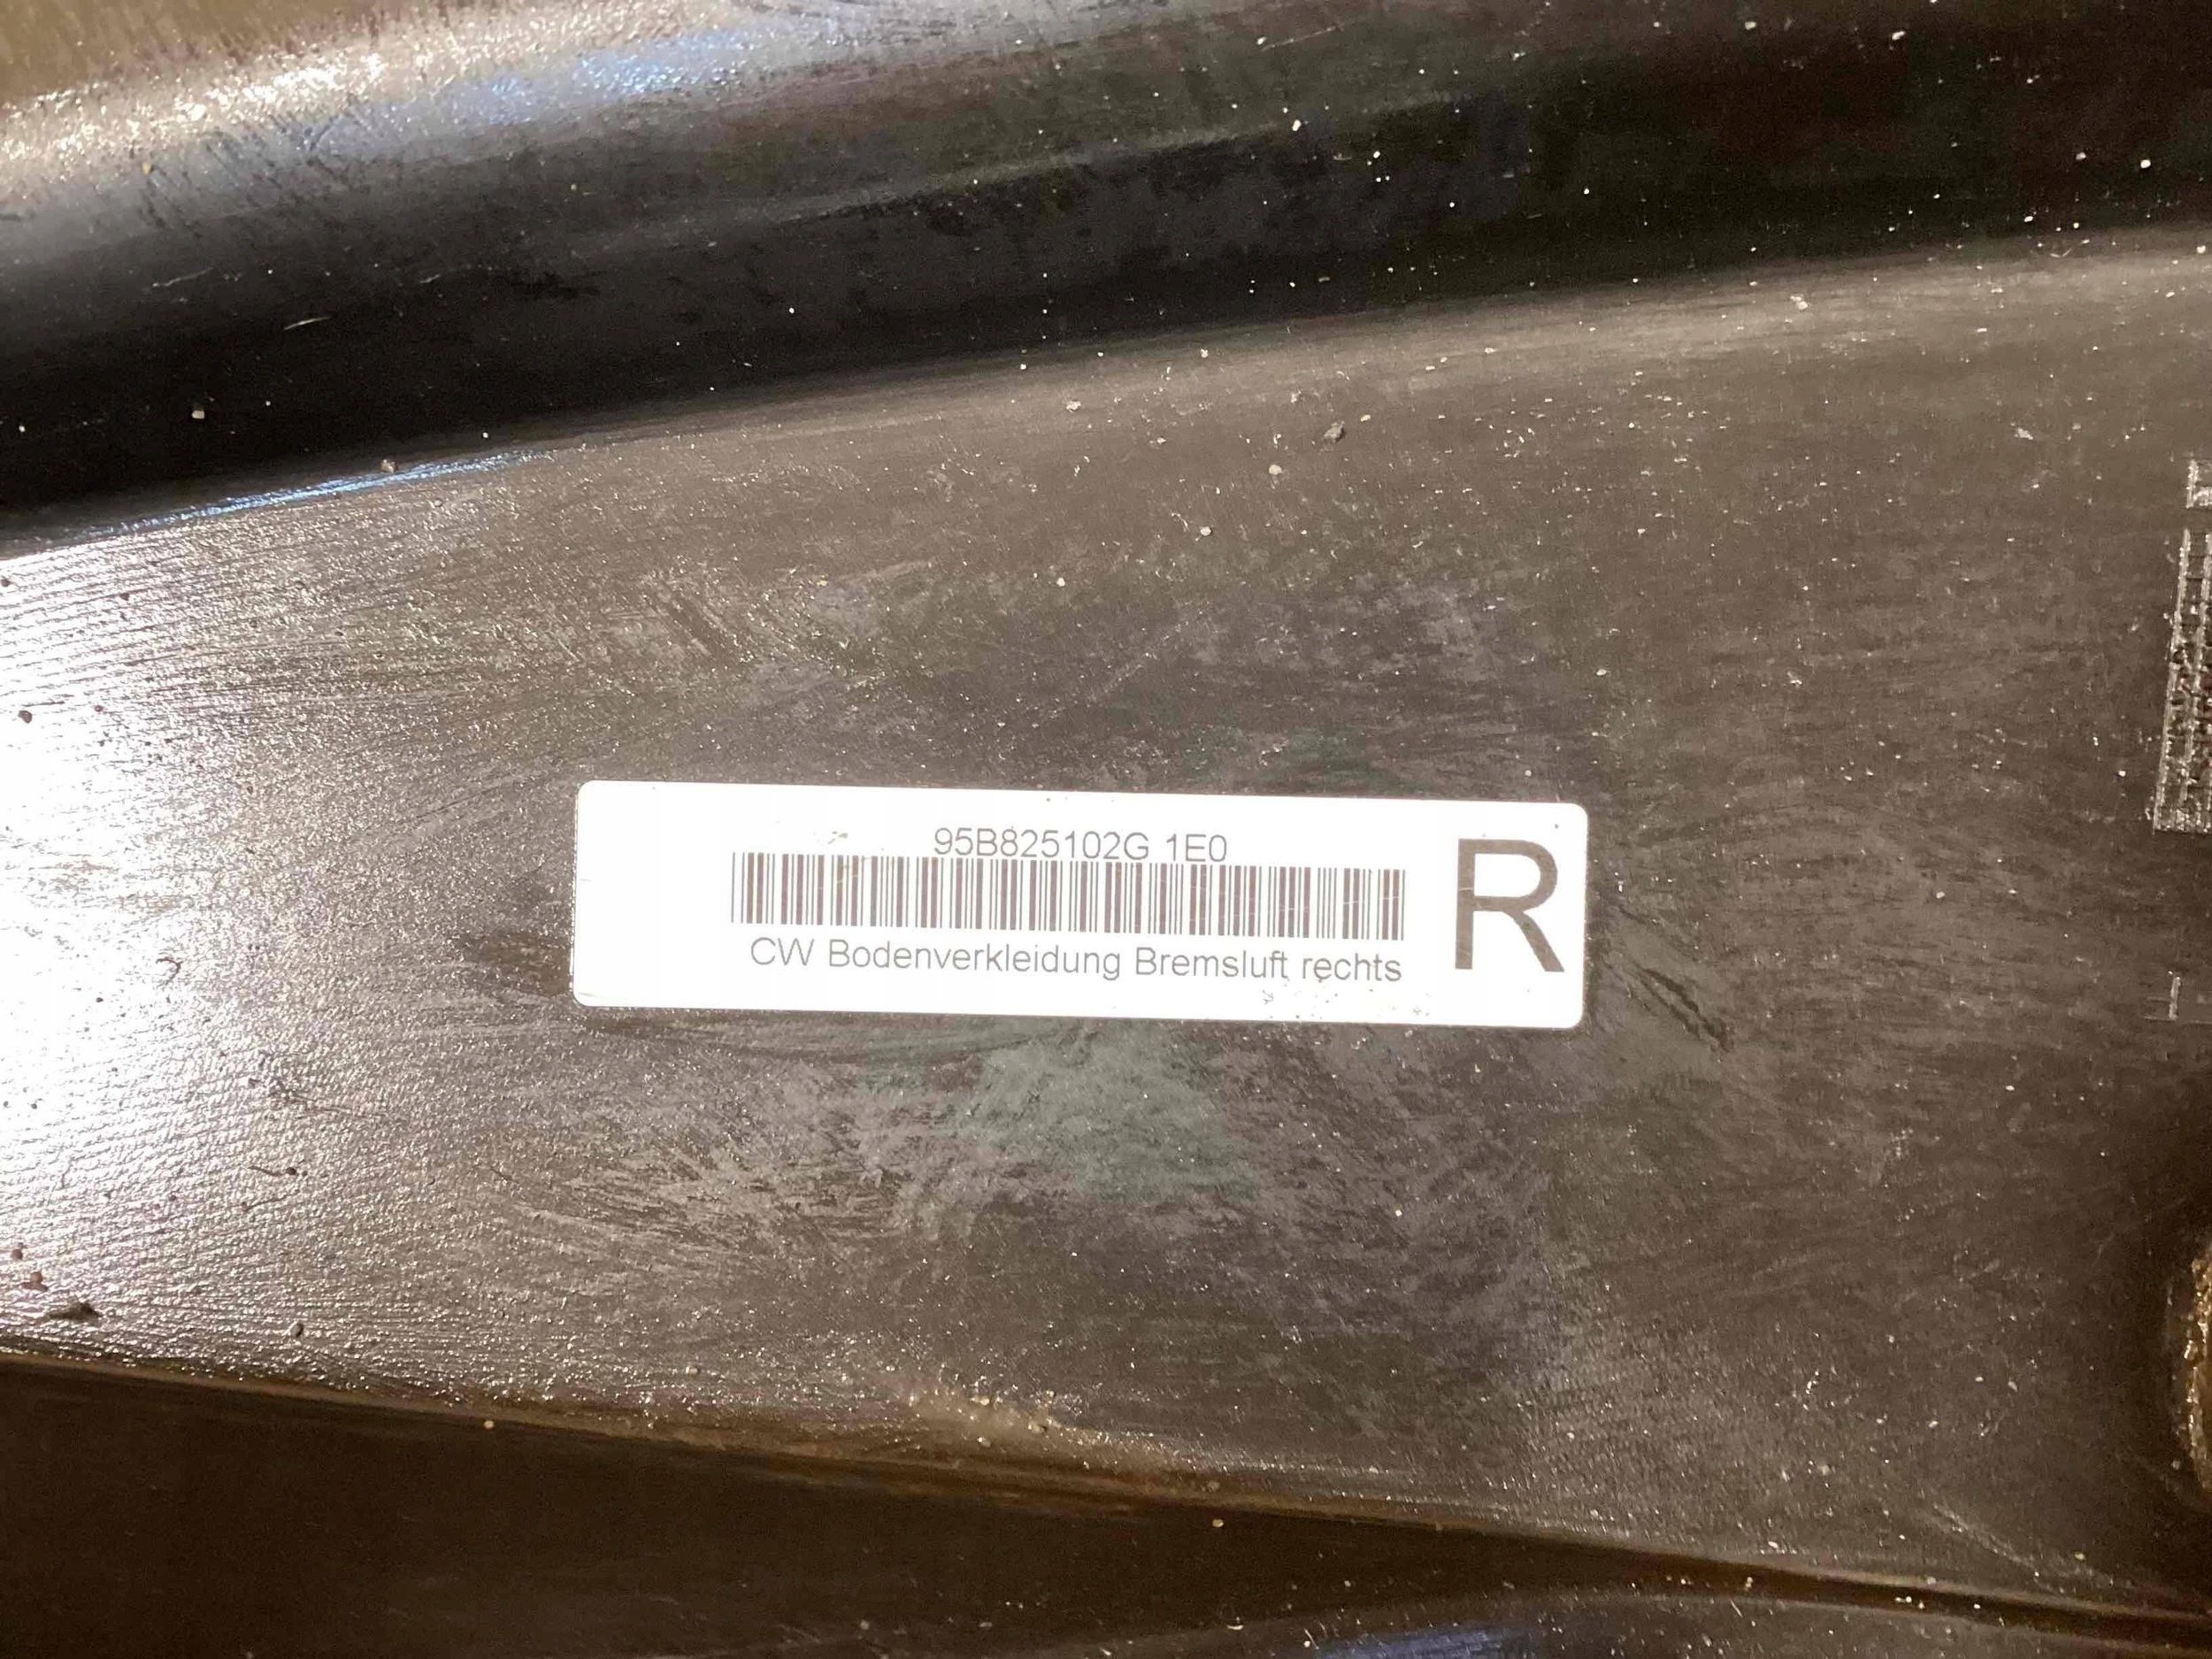 95B825102G 1E0
CW Bodenverkleidung Bremsluft rechts
R